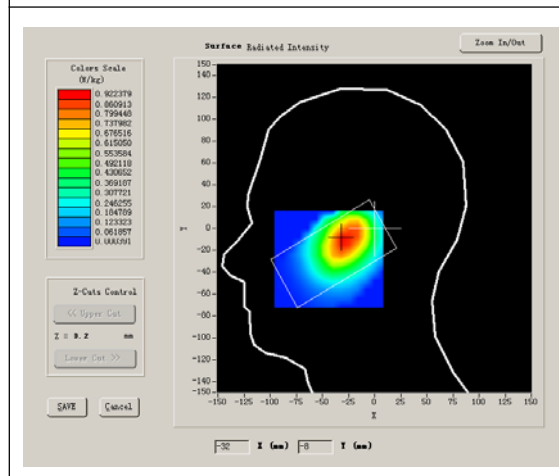 Surface Radiated Intensity
Zoom In/Out
Colors Scale
(W/kg)
0.922379
0.860913
0.799448
0.737982
0.676516
0.615050
0.553584
0.492118
0.430652
0.369187
0.307721
0.246255
0.184789
0.123323
0.061857
0.000391
Z-Cuts Control
<< Upper Cut
Z = 0.2 mm
Lower Cut >>
SAVE
Cancel
150
140
120
100
80
60
40
20
0
-20
-40
-60
-80
-100
-120
-140
-150
Y
-150 -125 -100 -75 -50 -25 0 25 50 75 100 125 150
X
-32 X (mm) -8 Y (mm)